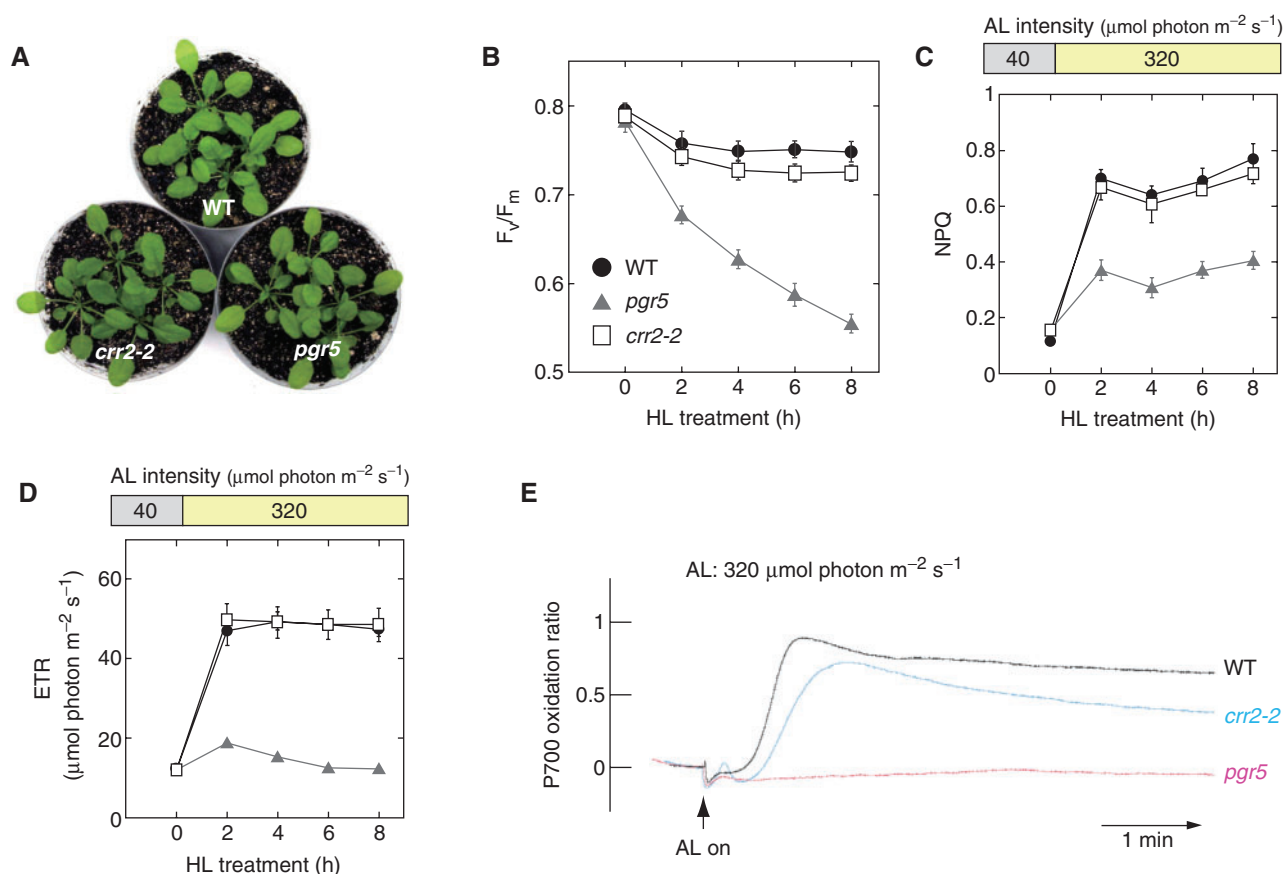 A
WT
crr2-2
pgr5
B
0.8
0.7
0.6
0.5
Fv/Fm
WT
pgr5
crr2-2
0 2 4 6 8
HL treatment (h)
C
AL intensity (μmol photon m⁻² s⁻¹)
40 320
1
0.8
0.6
0.4
0.2
0
NPQ
0 2 4 6 8
HL treatment (h)
D
AL intensity (μmol photon m⁻² s⁻¹)
40 320
60
40
20
0
ETR
(μmol photon m⁻² s⁻¹)
0 2 4 6 8
HL treatment (h)
E
AL: 320 μmol photon m⁻² s⁻¹
P700 oxidation ratio
1
0.5
0
WT
crr2-2
pgr5
AL on
1 min